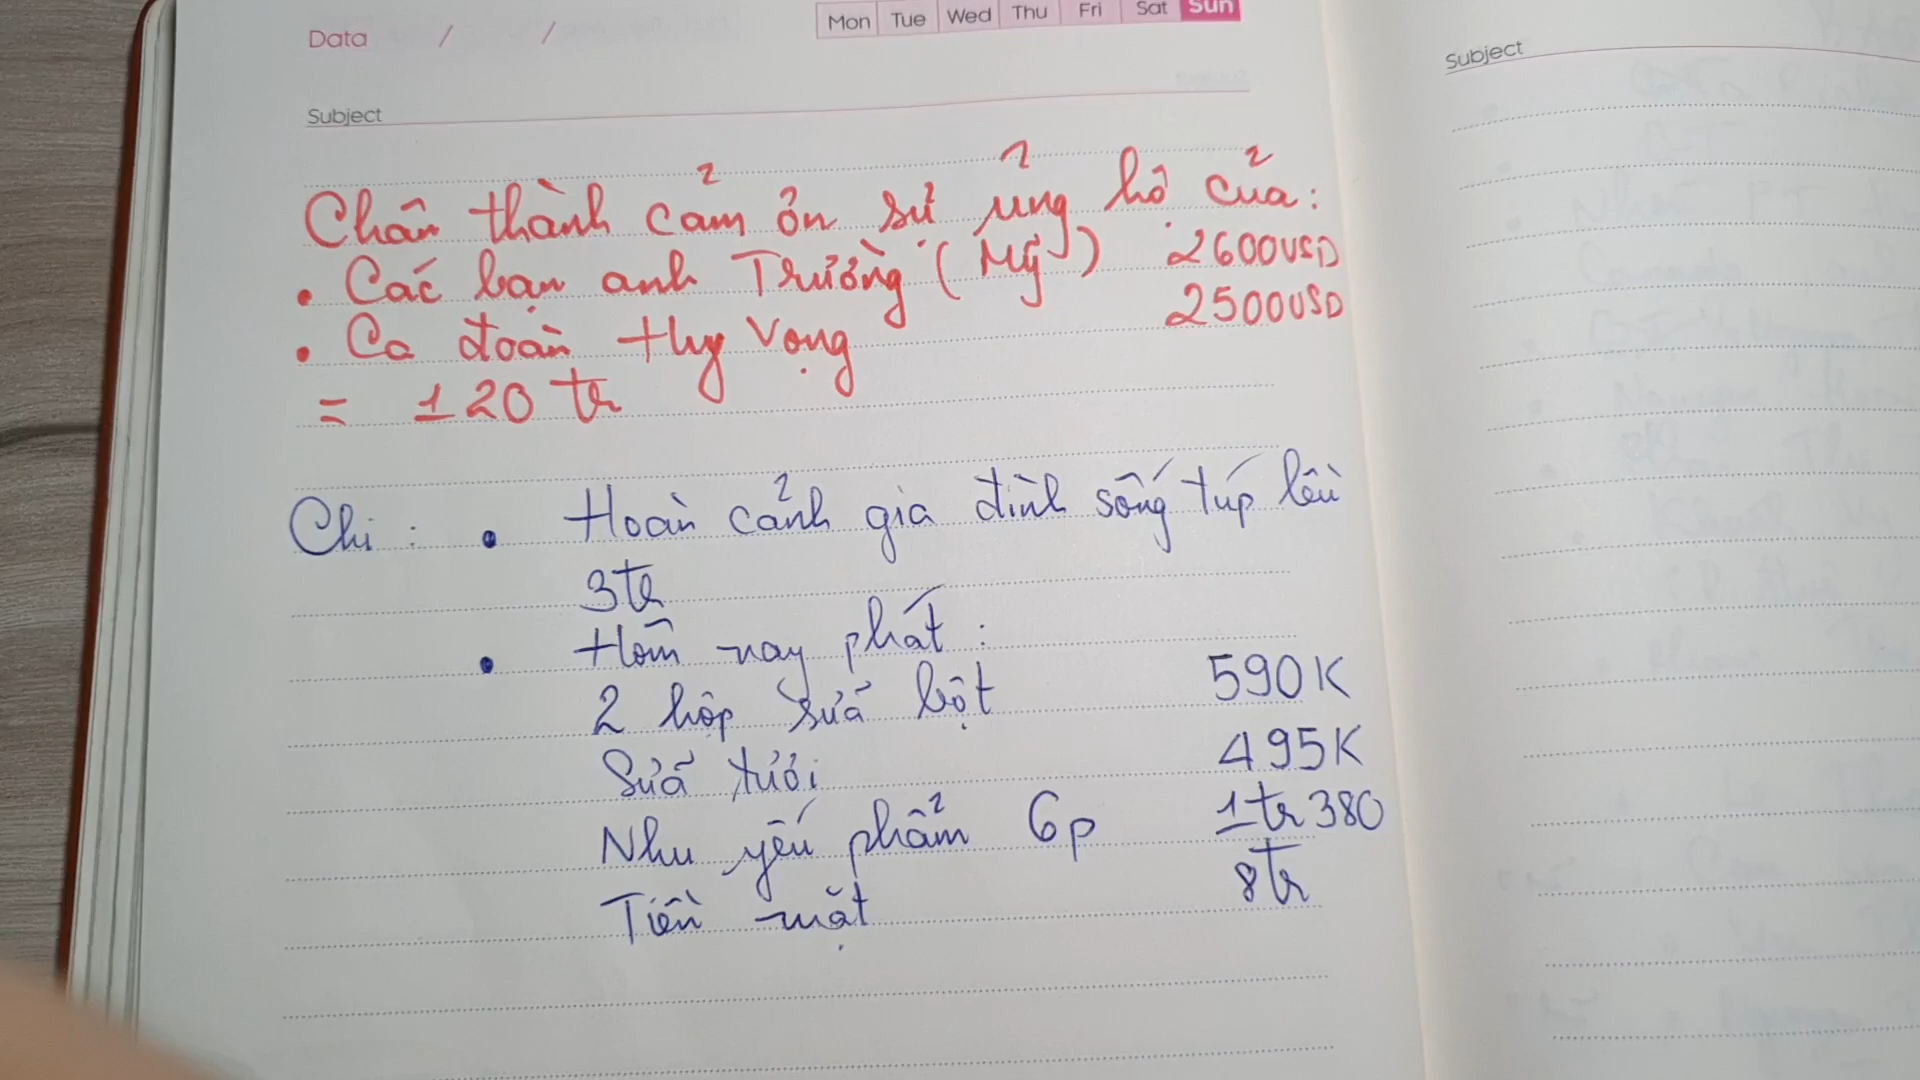 Data / /
Mon Tue Wed Thu Fri Sat Sun
Subject
Chân thành cảm ơn sự ủng hộ của:
• Các bạn anh Trường (Mỹ) 2600USD
• Ca đoàn Hy Vọng 2500USD
= 120 tr
Chi : • Hoàn cảnh gia đình sống túp lều
3tr
• Hôm nay phát :
2 hộp sữa bột 590K
Sữa tươi 495K
Nhu yếu phẩm 6p 1tr380
Tiền mặt 8tr
Subject